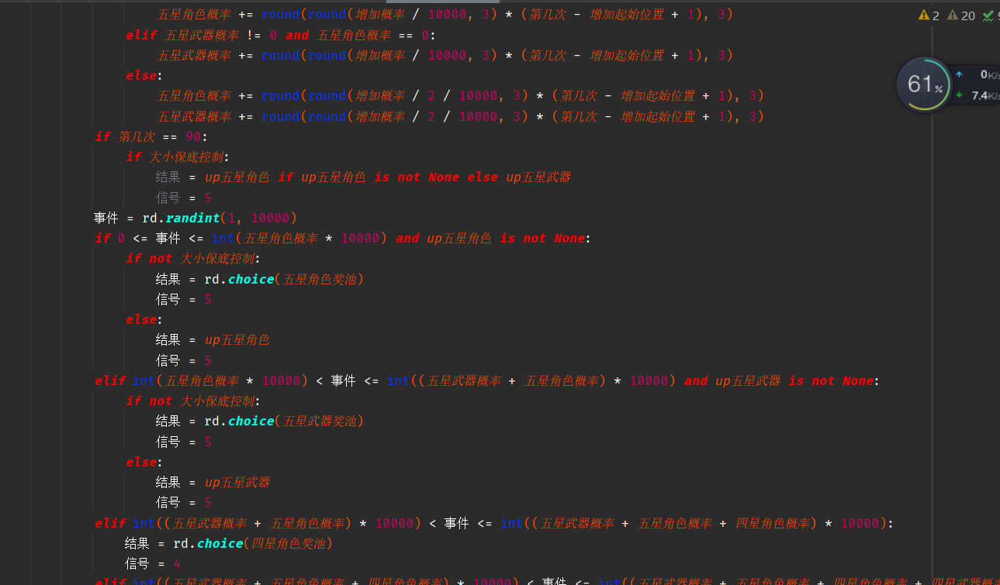 五星角色概率 += round(round(增加概率 / 10000, 3) * (第几次 - 增加起始位置 + 1), 3)
2 20 9
elif 五星武器概率 != 0 and 五星角色概率 == 0:
五星武器概率 += round(round(增加概率 / 10000, 3) * (第几次 - 增加起始位置 + 1), 3)
else:
61% 0K/s
7.4K/s
五星角色概率 += round(round(增加概率 / 2 / 10000, 3) * (第几次 - 增加起始位置 + 1), 3)
五星武器概率 += round(round(增加概率 / 2 / 10000, 3) * (第几次 - 增加起始位置 + 1), 3)
if 第几次 == 90:
if 大小保底控制:
结果 = up五星角色 if up五星角色 is not None else up五星武器
信号 = 5
事件 = rd.randint(1, 10000)
if 0 <= 事件 <= int(五星角色概率 * 10000) and up五星角色 is not None:
if not 大小保底控制:
结果 = rd.choice(五星角色奖池)
信号 = 5
else:
结果 = up五星角色
信号 = 5
elif int(五星角色概率 * 10000) < 事件 <= int((五星武器概率 + 五星角色概率) * 10000) and up五星武器 is not None:
if not 大小保底控制:
结果 = rd.choice(五星武器奖池)
信号 = 5
else:
结果 = up五星武器
信号 = 5
elif int((五星武器概率 + 五星角色概率) * 10000) < 事件 <= int((五星武器概率 + 五星角色概率 + 四星角色概率) * 10000):
结果 = rd.choice(四星角色奖池)
信号 = 4
elif int((五星武器概率 + 五星角色概率 + 四星角色概率) * 10000) < 事件 <= int((五星武器概率 + 五星角色概率 + 四星角色概率 + 四星武器概率